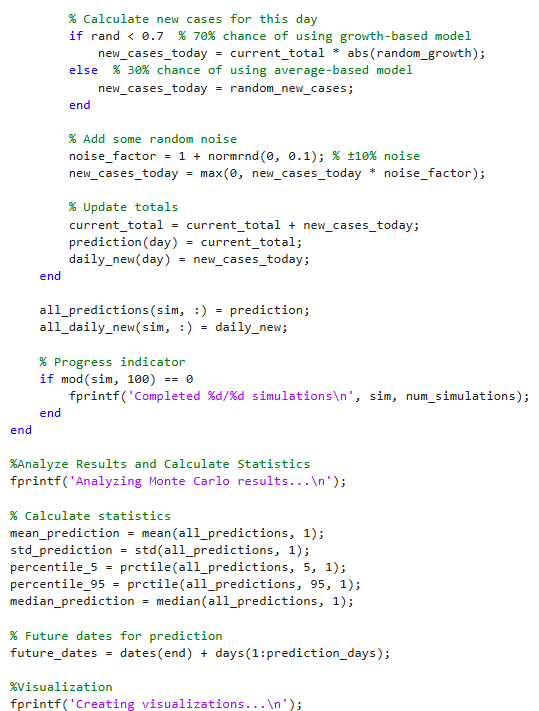 % Calculate new cases for this day
if rand < 0.7  % 70% chance of using growth-based model
new_cases_today = current_total * abs(random_growth);
else  % 30% chance of using average-based model
new_cases_today = random_new_cases;
end
% Add some random noise
noise_factor = 1 + normrnd(0, 0.1); % ±10% noise
new_cases_today = max(0, new_cases_today * noise_factor);
% Update totals
current_total = current_total + new_cases_today;
prediction(day) = current_total;
daily_new(day) = new_cases_today;
end
all_predictions(sim, :) = prediction;
all_daily_new(sim, :) = daily_new;
% Progress indicator
if mod(sim, 100) == 0
fprintf('Completed %d/%d simulations\n', sim, num_simulations);
end
end
%Analyze Results and Calculate Statistics
fprintf('Analyzing Monte Carlo results...\n');
% Calculate statistics
mean_prediction = mean(all_predictions, 1);
std_prediction = std(all_predictions, 1);
percentile_5 = prctile(all_predictions, 5, 1);
percentile_95 = prctile(all_predictions, 95, 1);
median_prediction = median(all_predictions, 1);
% Future dates for prediction
future_dates = dates(end) + days(1:prediction_days);
%Visualization
fprintf('Creating visualizations...\n');